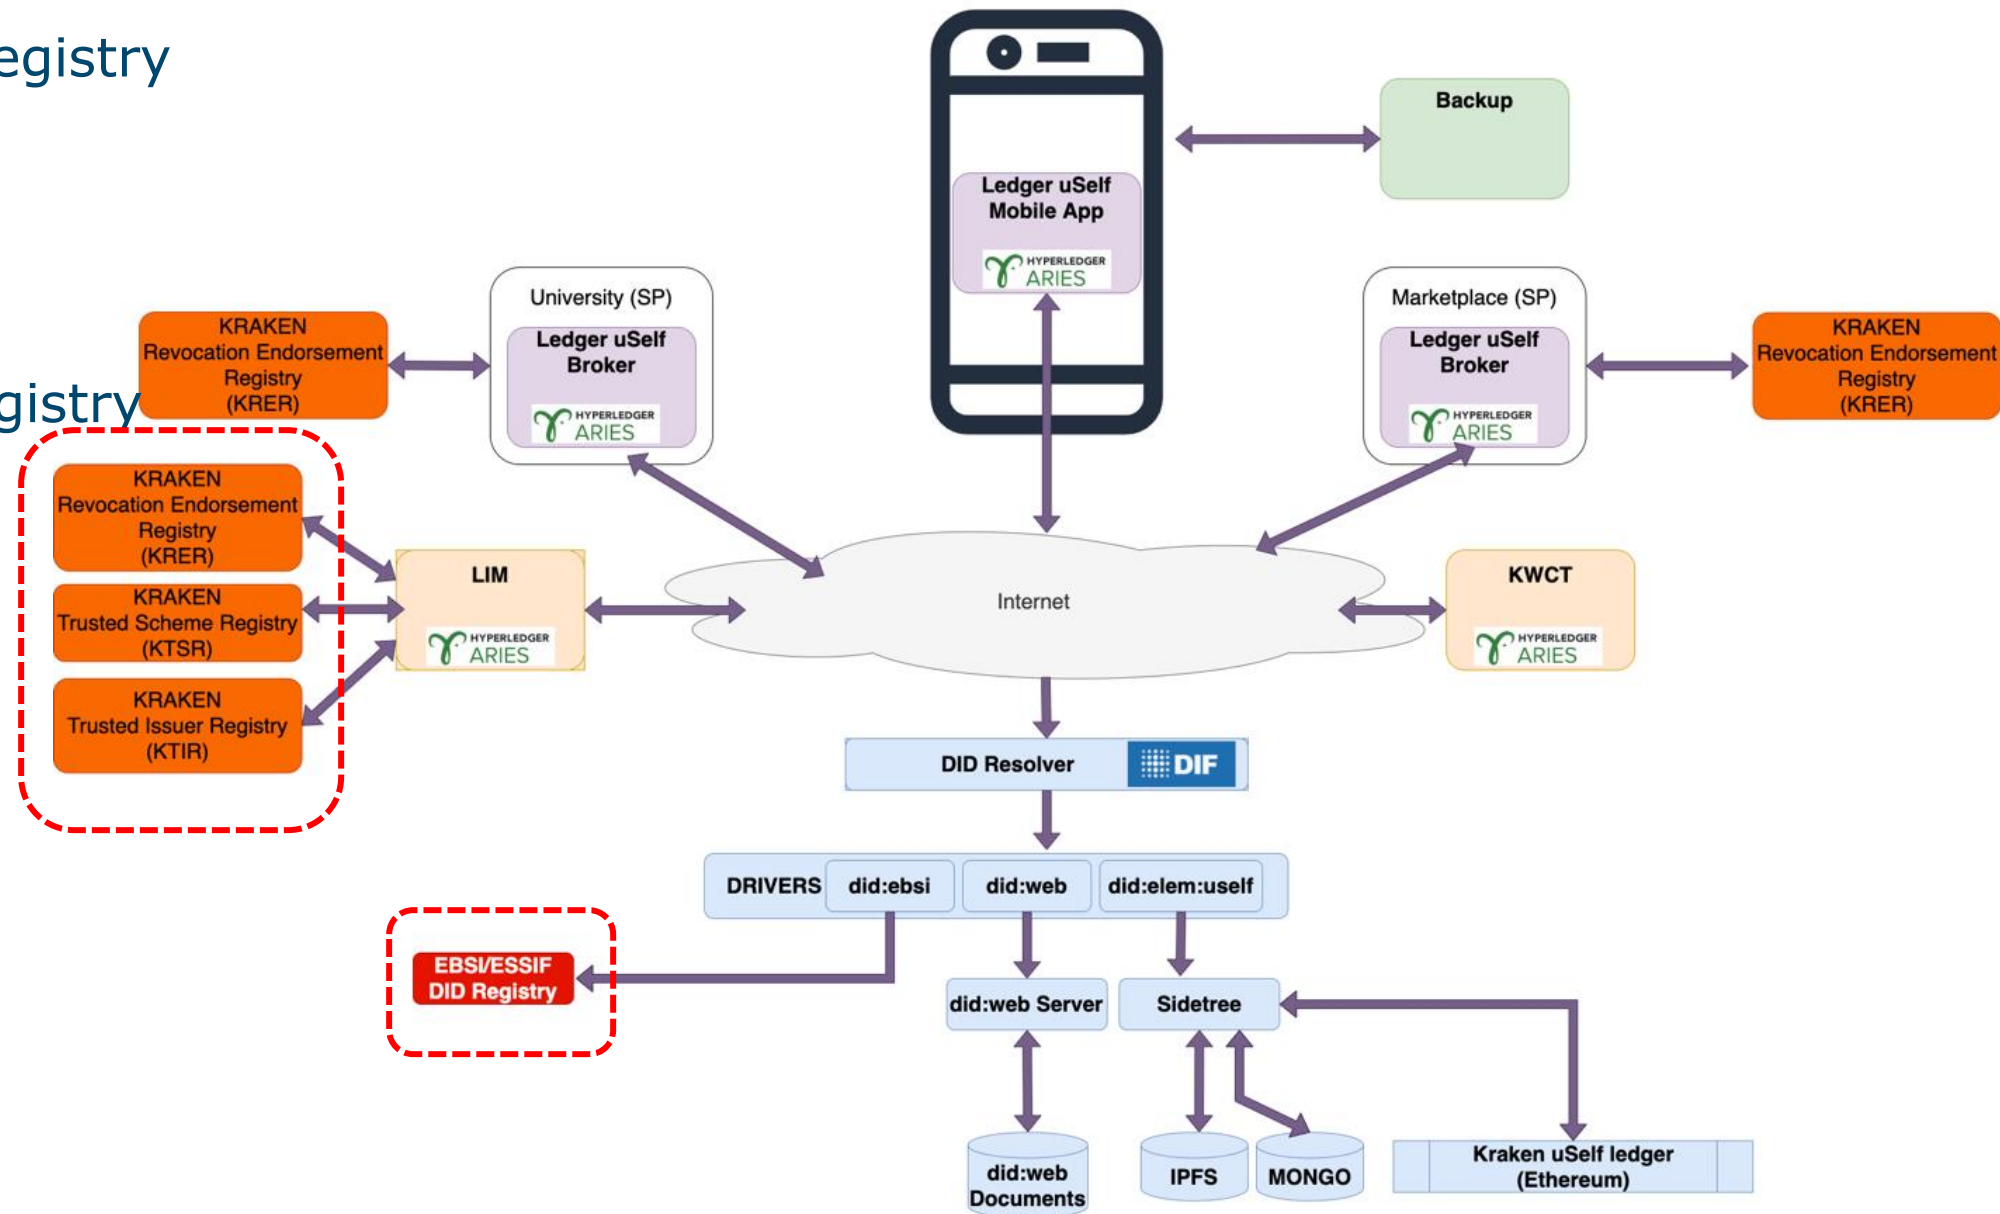 egistry
Backup
Ledger uSelf
Mobile App
HYPERLEDGER
ARIES
University (SP)
Ledger uSelf
Broker
HYPERLEDGER
ARIES
Marketplace (SP)
Ledger uSelf
Broker
HYPERLEDGER
ARIES
KRAKEN
Revocation Endorsement
Registry
(KRER)
KRAKEN
Revocation Endorsement
Registry
(KRER)
gistry
KRAKEN
Revocation Endorsement
Registry
(KRER)
KRAKEN
Trusted Scheme Registry
(KTSR)
KRAKEN
Trusted Issuer Registry
(KTIR)
LIM
HYPERLEDGER
ARIES
Internet
KWCT
HYPERLEDGER
ARIES
DID Resolver
DIF
DRIVERS
did:ebsi
did:web
did:elem:uself
EBSI/ESSIF
DID Registry
did:web Server
Sidetree
did:web
Documents
IPFS
MONGO
Kraken uSelf ledger
(Ethereum)